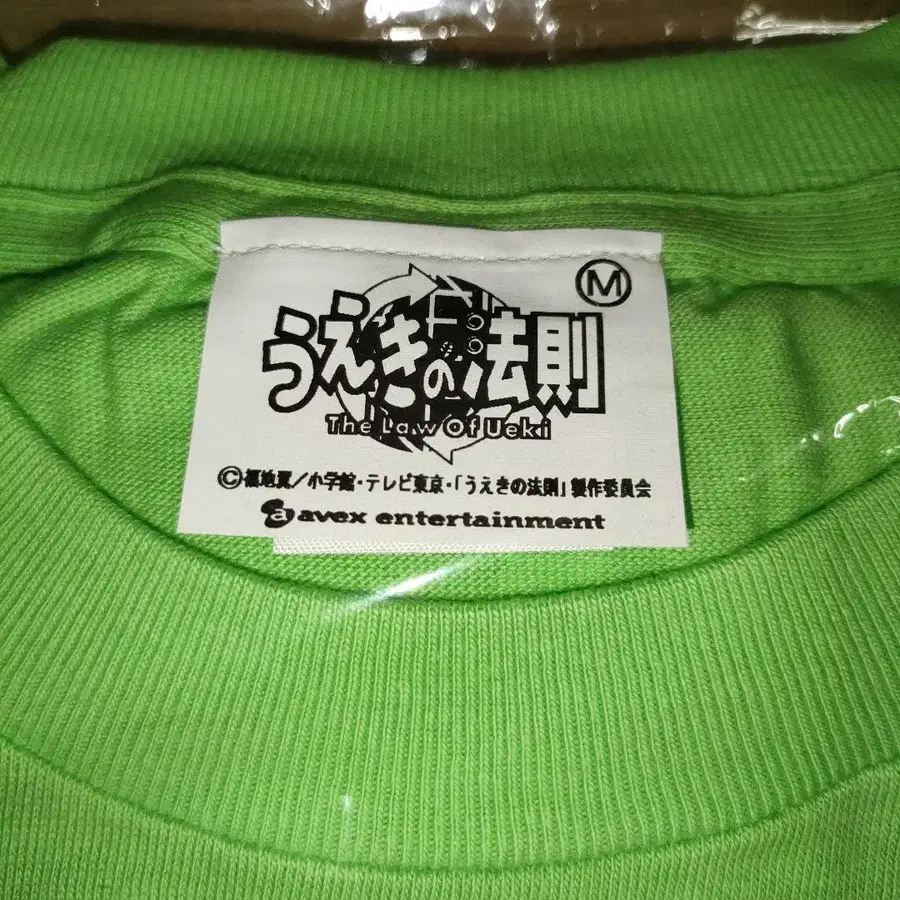 M
うえきの法則
The Law Of Ueki
©福地翼／小学館・テレビ東京・「うえきの法則」製作委員会
a avex entertainment